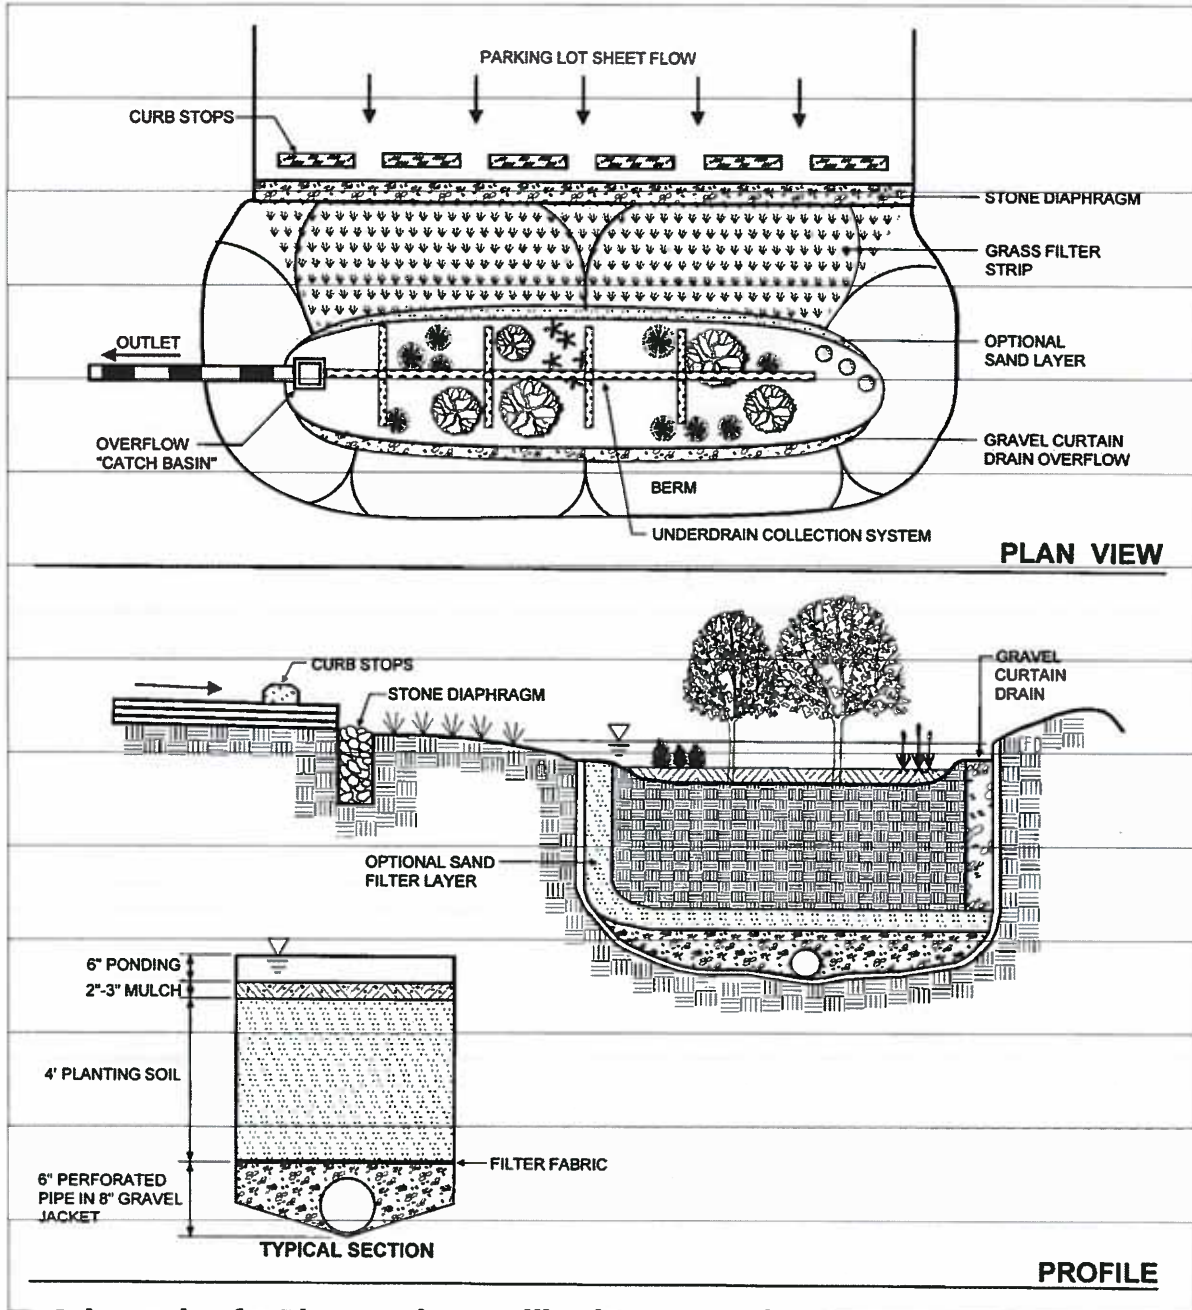 PARKING LOT SHEET FLOW
CURB STOPS
STONE DIAPHRAGM
GRASS FILTER
STRIP
OUTLET
OPTIONAL
SAND LAYER
OVERFLOW
"CATCH BASIN"
GRAVEL CURTAIN
DRAIN OVERFLOW
BERM
UNDERDRAIN COLLECTION SYSTEM
PLAN VIEW
CURB STOPS
STONE DIAPHRAGM
GRAVEL
CURTAIN
DRAIN
OPTIONAL SAND
FILTER LAYER
6" PONDING
2"-3" MULCH
4' PLANTING SOIL
FILTER FABRIC
6" PERFORATED
PIPE IN 8" GRAVEL
JACKET
TYPICAL SECTION
PROFILE